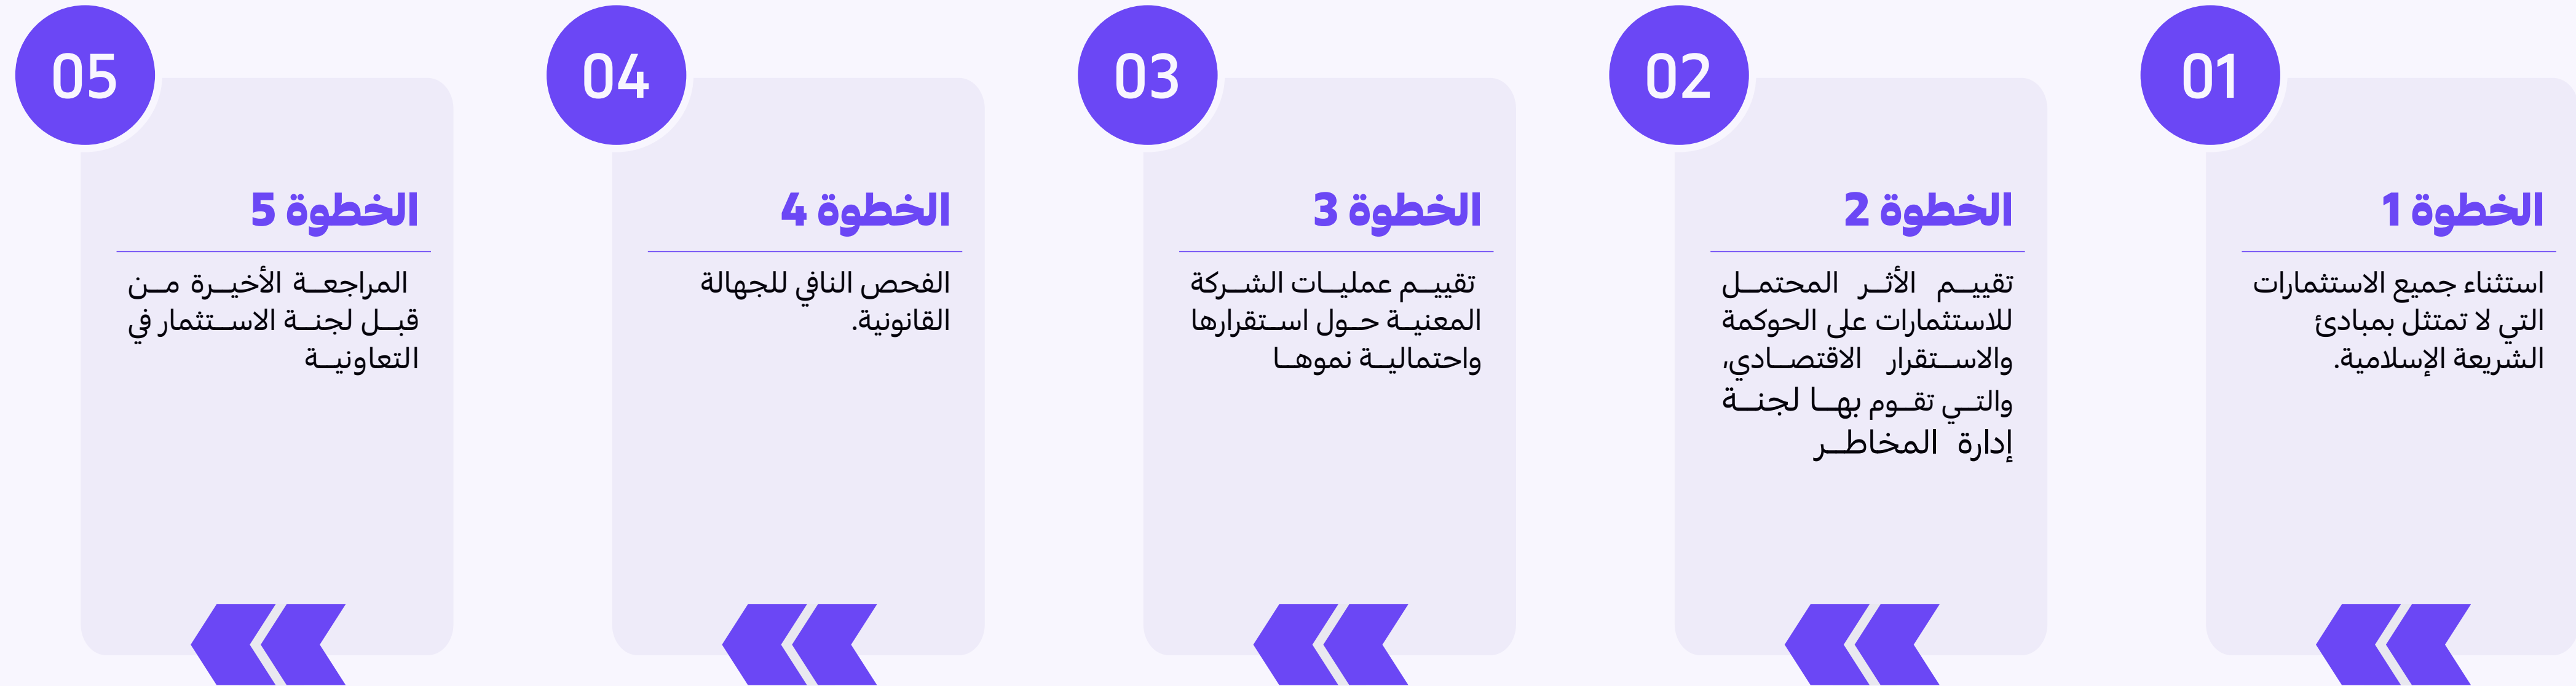 01
الخطوة 1
استثناء جميع الاستثمارات
التي لا تمتثل بمبادئ
الشريعة الإسلامية.
02
الخطوة 2
تقييم الأثر المحتمل
للاستثمارات على الحوكمة
والاستقرار الاقتصادي،
والتي تقوم بها لجنة
إدارة المخاطر
03
الخطوة 3
تقييم عمليات الشركة
المعنية حول استقرارها
واحتمالية نموها
04
الخطوة 4
الفحص النافي للجهالة
القانونية.
05
الخطوة 5
المراجعة الأخيرة من
قبل لجنة الاستثمار في
التعاونية